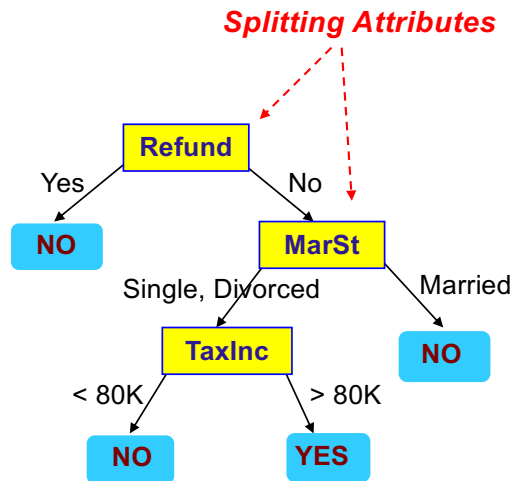 Splitting Attributes
Refund
Yes
No
NO
MarSt
Single, Divorced
Married
TaxInc
NO
< 80K
> 80K
NO
YES